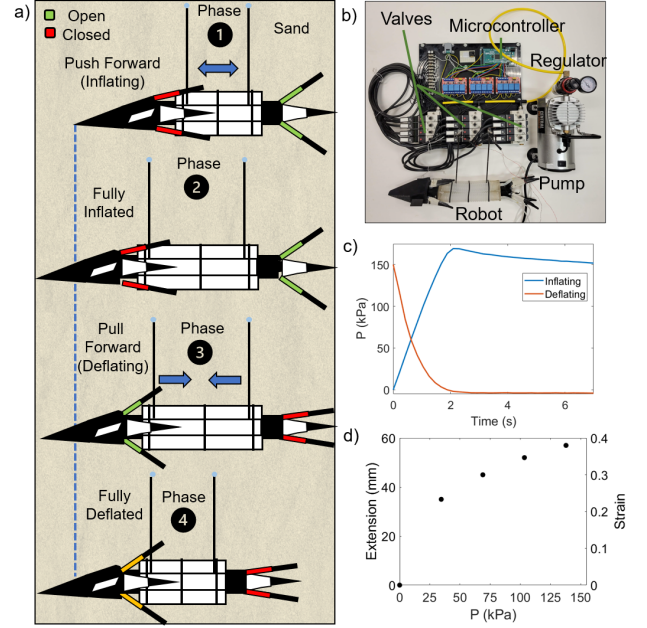 a)
Open
Closed
Phase
1
Sand
Push Forward
(Inflating)
Phase
2
Fully
Inflated
Pull
Forward
(Deflating)
Phase
3
Fully
Deflated
Phase
4
b)
Valves
Microcontroller
Regulator
Pump
Robot
c)
150
100
50
0
P (kPa)
Inflating
Deflating
0
2
4
6
Time (s)
d)
60
40
20
0
Extension (mm)
0.4
0.3
0.2
0.1
0
Strain
0
25
50
75
100
125
150
P (kPa)